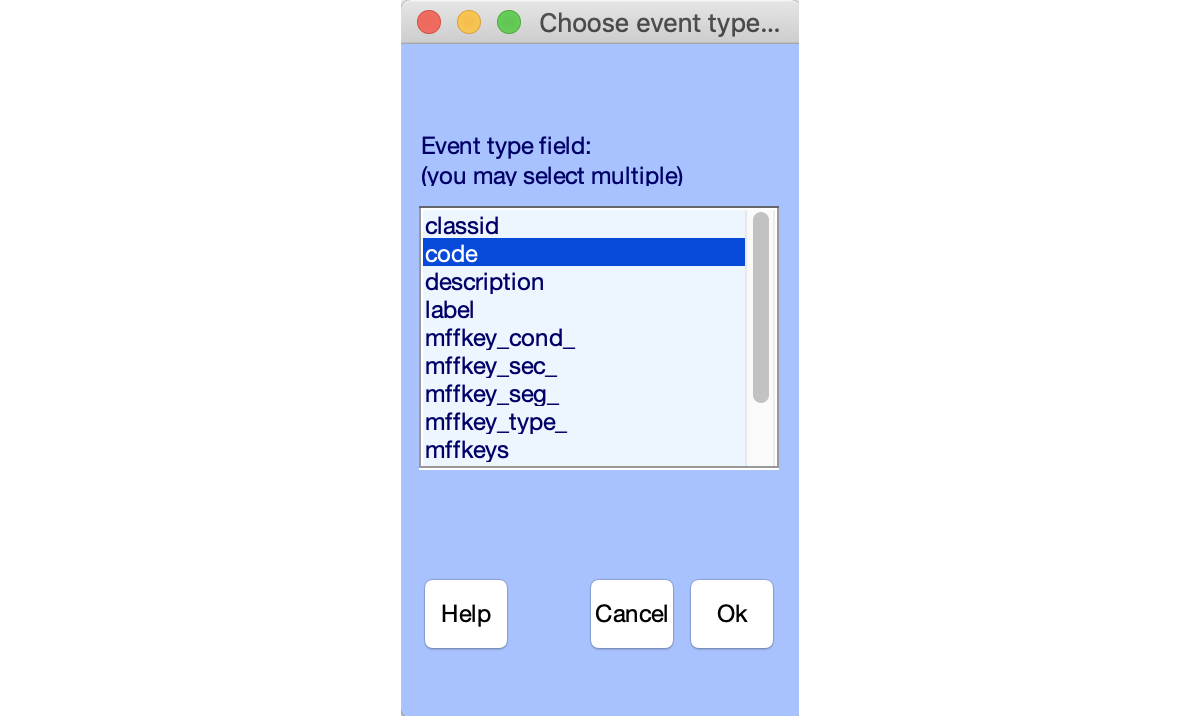 Choose event type...
Event type field:
(you may select multiple)
classid
code
description
label
mffkey_cond_
mffkey_sec_
mffkey_seg_
mffkey_type_
mffkeys
Help
Cancel
Ok